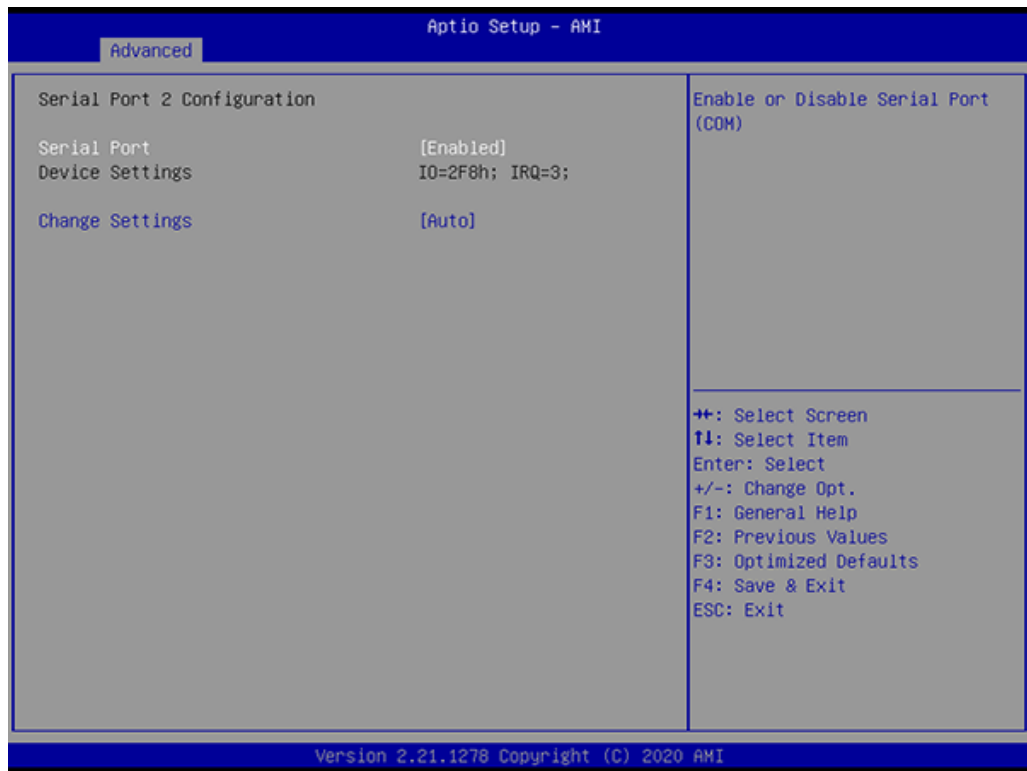 Aptio Setup - AMI
Advanced
Serial Port 2 Configuration
Serial Port [Enabled]
Device Settings IO=2F8h; IRQ=3;
Change Settings [Auto]
Enable or Disable Serial Port
(COM)
→←: Select Screen
↑↓: Select Item
Enter: Select
+/-: Change Opt.
F1: General Help
F2: Previous Values
F3: Optimized Defaults
F4: Save & Exit
ESC: Exit
Version 2.21.1278 Copyright (C) 2020 AMI